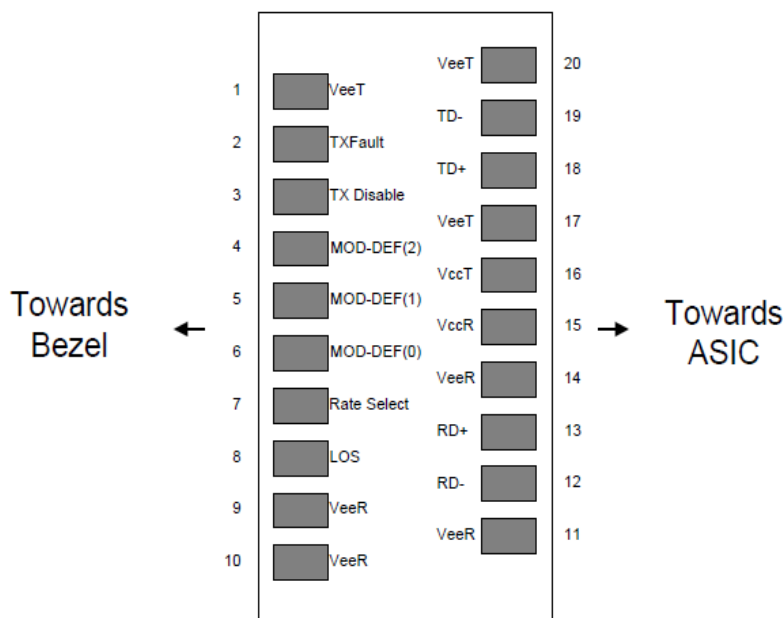 VeeT 20
1 VeeT
TD- 19
2 TXFault
TD+ 18
3 TX Disable
VeeT 17
4 MOD-DEF(2)
VccT 16
5 MOD-DEF(1)
Towards
Bezel
VccR 15
Towards
ASIC
6 MOD-DEF(0)
VeeR 14
7 Rate Select
RD+ 13
8 LOS
RD- 12
9 VeeR
VeeR 11
10 VeeR